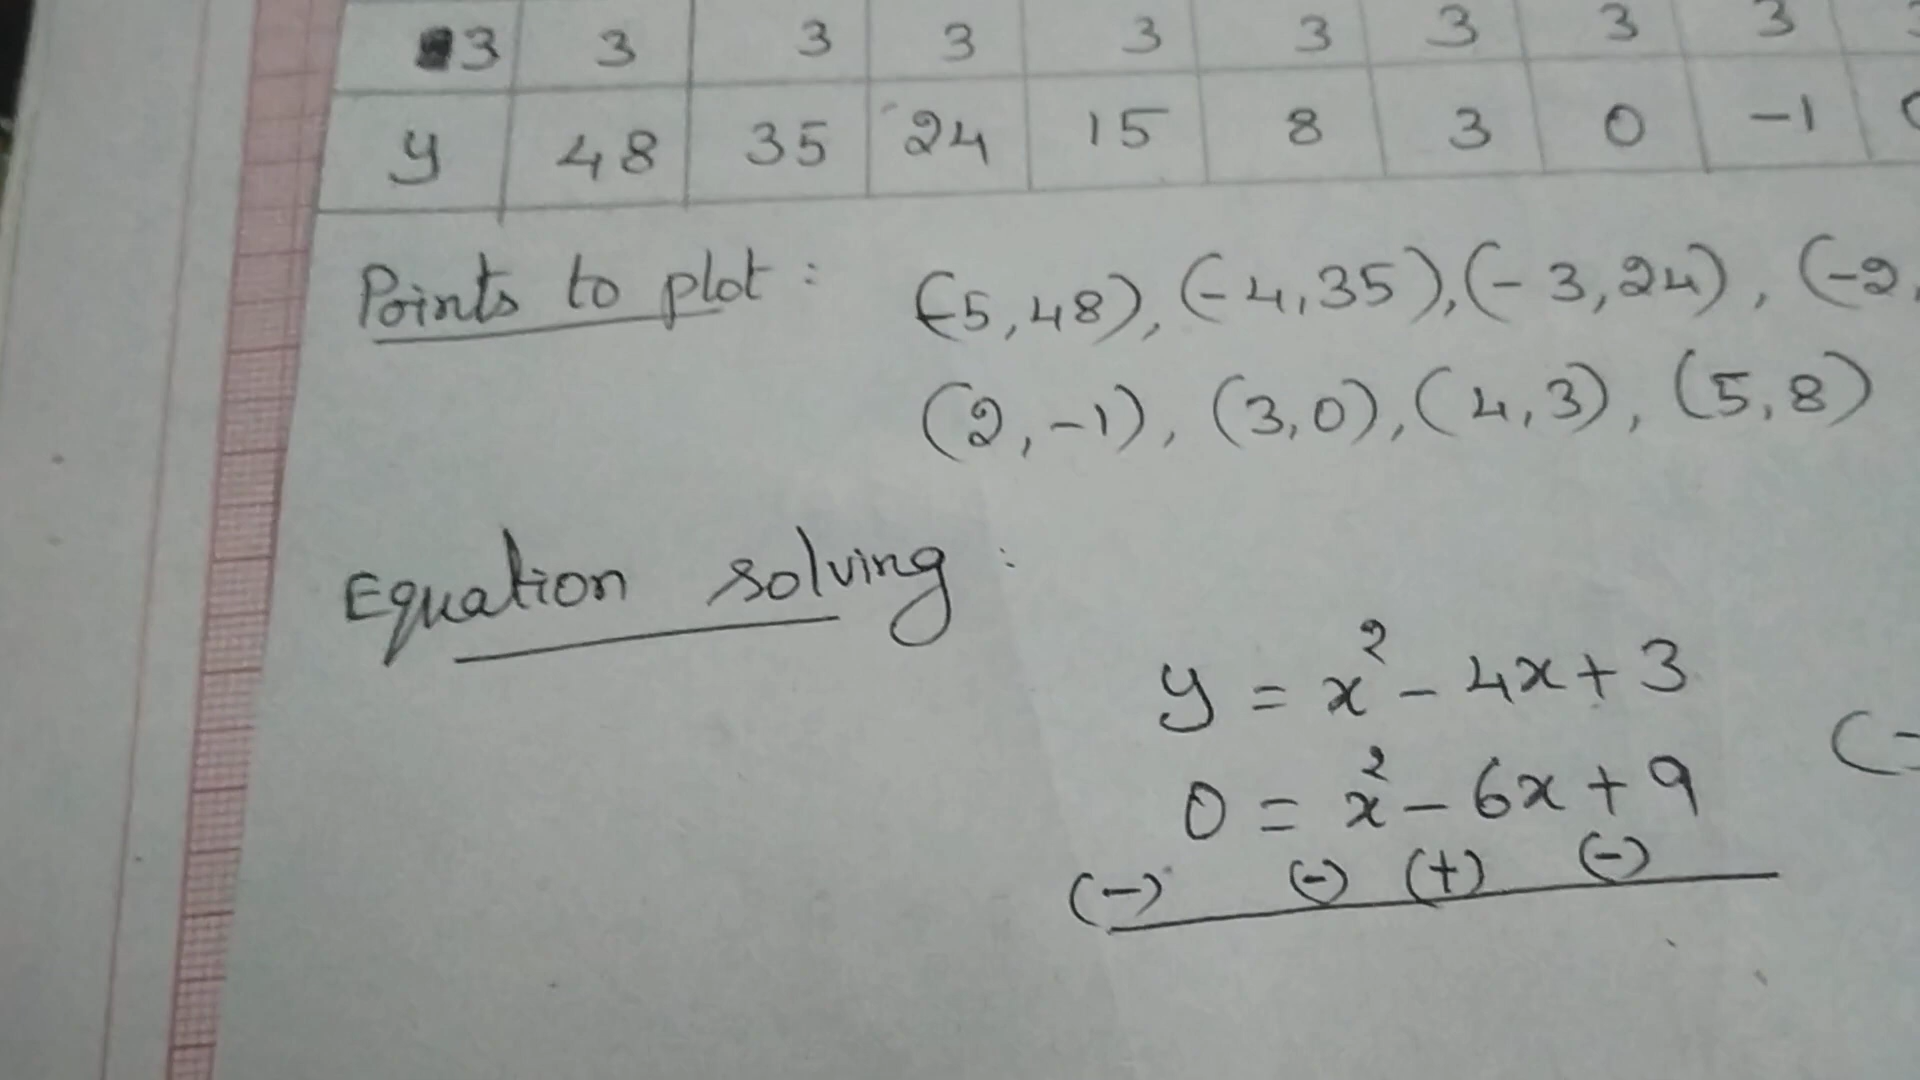 3 3 3 3 3 3 3 3 3
y 48 35 24 15 8 3 0 -1
Points to plot : (-5,48), (-4,35), (-3,24), (-2,
(2,-1), (3,0), (4,3), (5,8)
Equation solving :
y = x² - 4x + 3
0 = x² - 6x + 9
(-) (-) (+) (-)